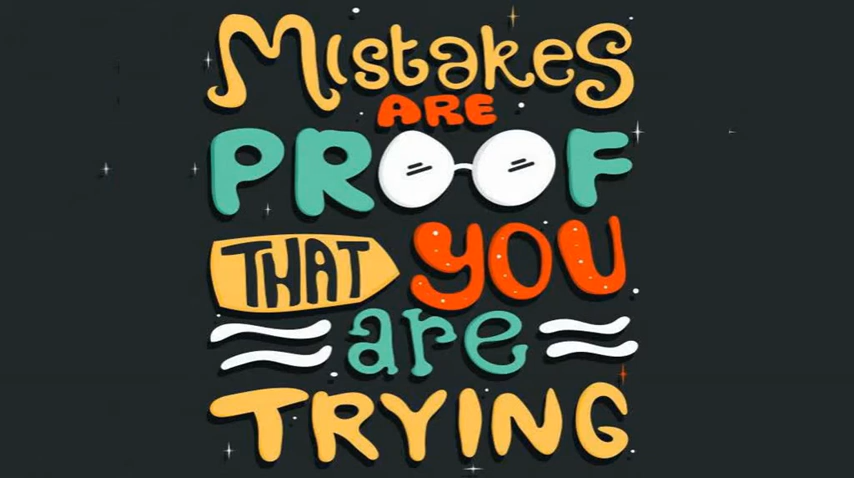 Mistakes
ARE
PROOF
THAT YOU
are
TRYING